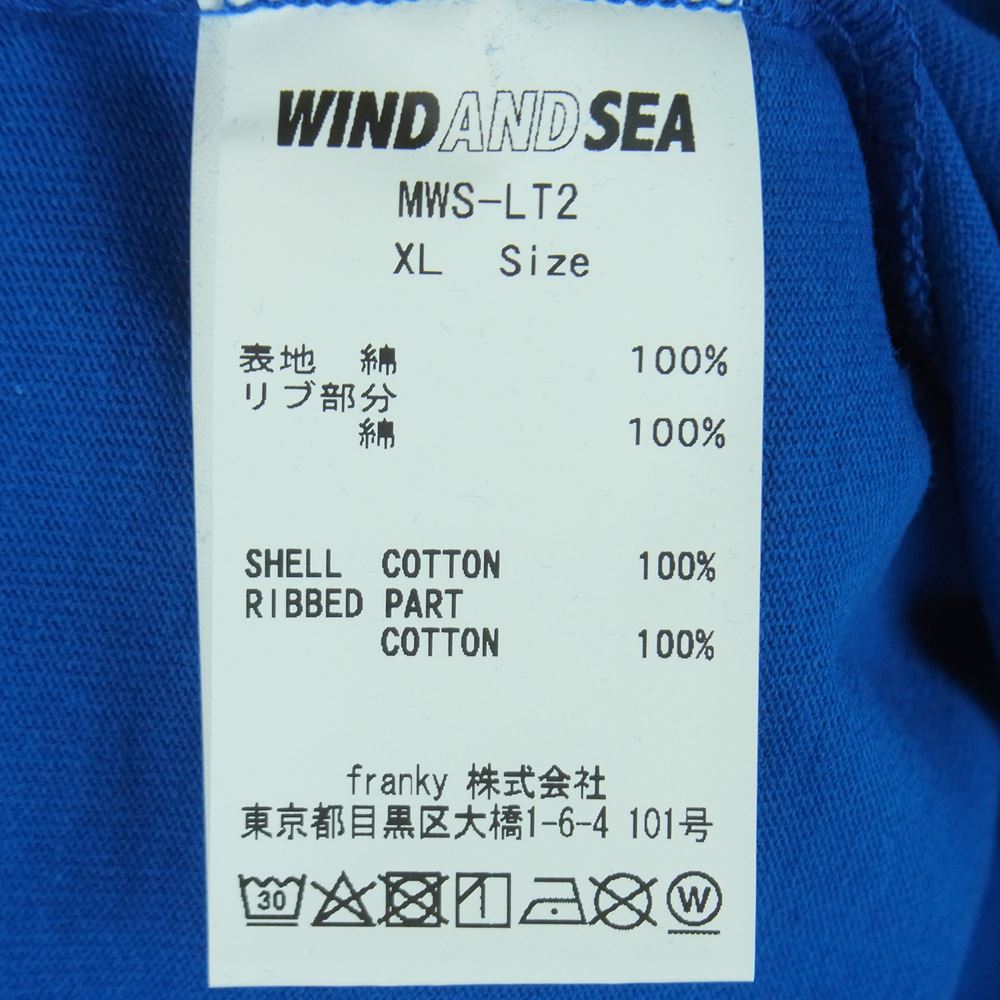 WINDANDSEA
MWS-LT2
XL Size
表地 綿 100%
リブ部分
綿 100%
SHELL COTTON 100%
RIBBED PART
COTTON 100%
franky 株式会社
東京都目黒区大橋1-6-4 101号
30 W